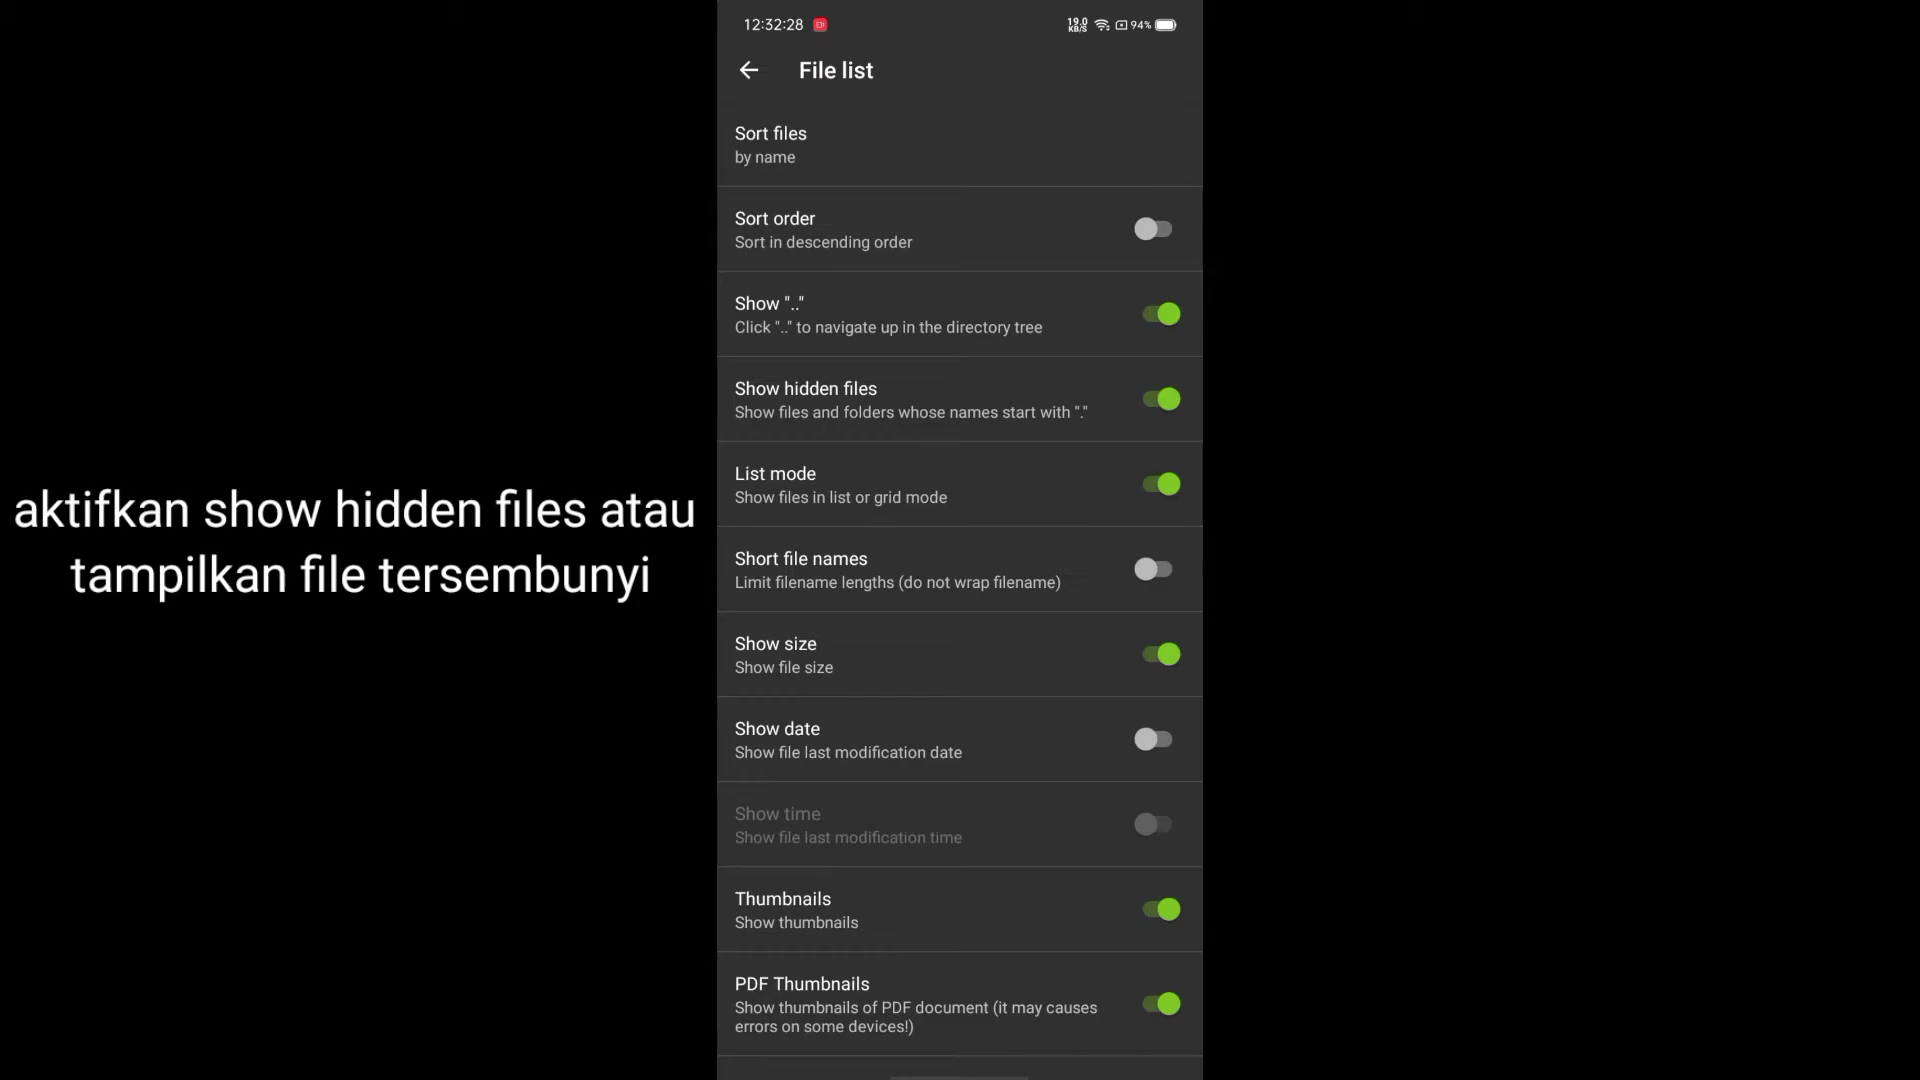 12:32:28
19.0
KB/S
94%
File list
Sort files
by name
Sort order
Sort in descending order
Show ".."
Click ".." to navigate up in the directory tree
Show hidden files
Show files and folders whose names start with "."
List mode
Show files in list or grid mode
Short file names
Limit filename lengths (do not wrap filename)
Show size
Show file size
Show date
Show file last modification date
Show time
Show file last modification time
Thumbnails
Show thumbnails
PDF Thumbnails
Show thumbnails of PDF document (it may causes
errors on some devices!)
aktifkan show hidden files atau
tampilkan file tersembunyi